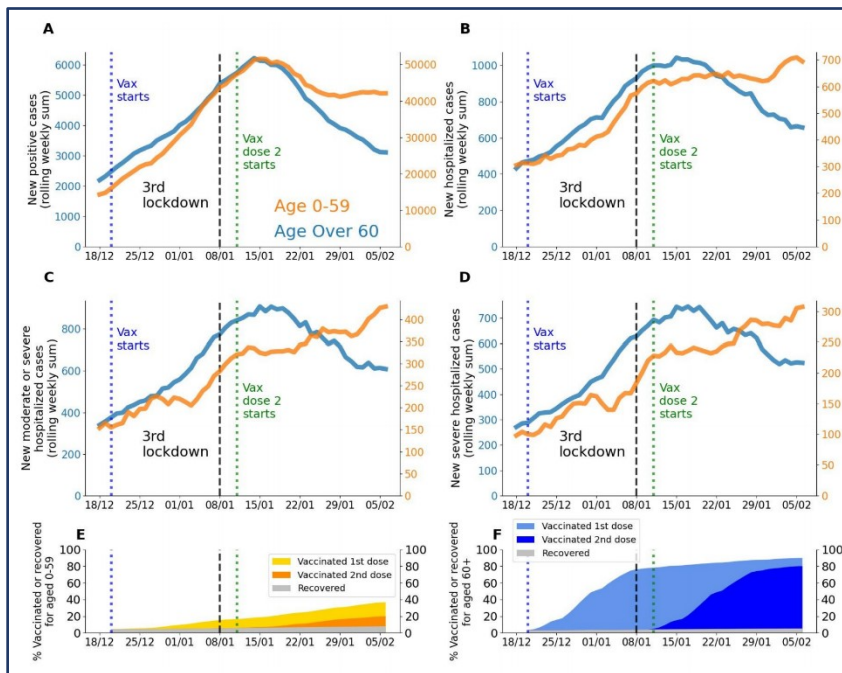 A
New positive cases
(rolling weekly sum)
6000
5000
4000
3000
2000
1000
0
50000
40000
30000
20000
10000
0
Vax
starts
3rd
lockdown
Vax
dose 2
starts
Age 0-59
Age Over 60
18/12 25/12 01/01 08/01 15/01 22/01 29/01 05/02
B
New hospitalized cases
(rolling weekly sum)
1000
800
600
400
200
0
700
600
500
400
300
200
100
0
Vax
starts
3rd
lockdown
Vax
dose 2
starts
18/12 25/12 01/01 08/01 15/01 22/01 29/01 05/02
C
New moderate or severe
hospitalized cases
(rolling weekly sum)
800
600
400
200
0
400
350
300
250
200
150
100
50
0
Vax
starts
3rd
lockdown
Vax
dose 2
starts
18/12 25/12 01/01 08/01 15/01 22/01 29/01 05/02
D
New severe hospitalized cases
(rolling weekly sum)
700
600
500
400
300
200
100
0
300
250
200
150
100
50
0
Vax
starts
3rd
lockdown
Vax
dose 2
starts
18/12 25/12 01/01 08/01 15/01 22/01 29/01 05/02
E
% Vaccinated or recovered
for aged 0-59
100
80
60
40
20
0
100
80
60
40
20
0
Vaccinated 1st dose
Vaccinated 2nd dose
Recovered
18/12 25/12 01/01 08/01 15/01 22/01 29/01 05/02
F
% Vaccinated or recovered
for aged 60+
100
80
60
40
20
0
100
80
60
40
20
0
Vaccinated 1st dose
Vaccinated 2nd dose
Recovered
18/12 25/12 01/01 08/01 15/01 22/01 29/01 05/02